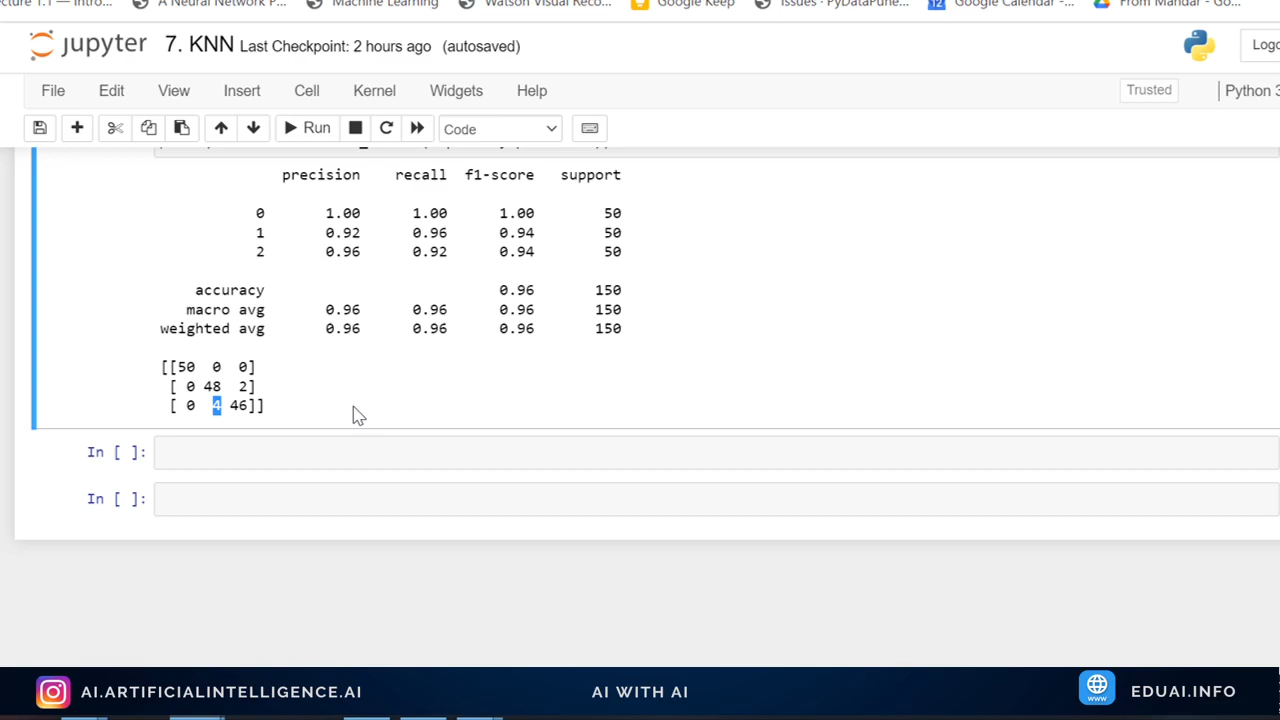 A Neural Network P...
Machine Learning
Watson Visual Reco...
Google Keep
Issues · PyDataPune...
Google Calendar -...
From Mandar - Go...
jupyter 7. KNN Last Checkpoint: 2 hours ago (autosaved)
File Edit View Insert Cell Kernel Widgets Help Trusted Python 3
Run Code
precision recall f1-score support
0 1.00 1.00 1.00 50
1 0.92 0.96 0.94 50
2 0.96 0.92 0.94 50
accuracy 0.96 150
macro avg 0.96 0.96 0.96 150
weighted avg 0.96 0.96 0.96 150
[[50 0 0]
[ 0 48 2]
[ 0 4 46]]
In [ ]:
In [ ]:
AI.ARTIFICIALINTELLIGENCE.AI AI WITH AI EDUAI.INFO